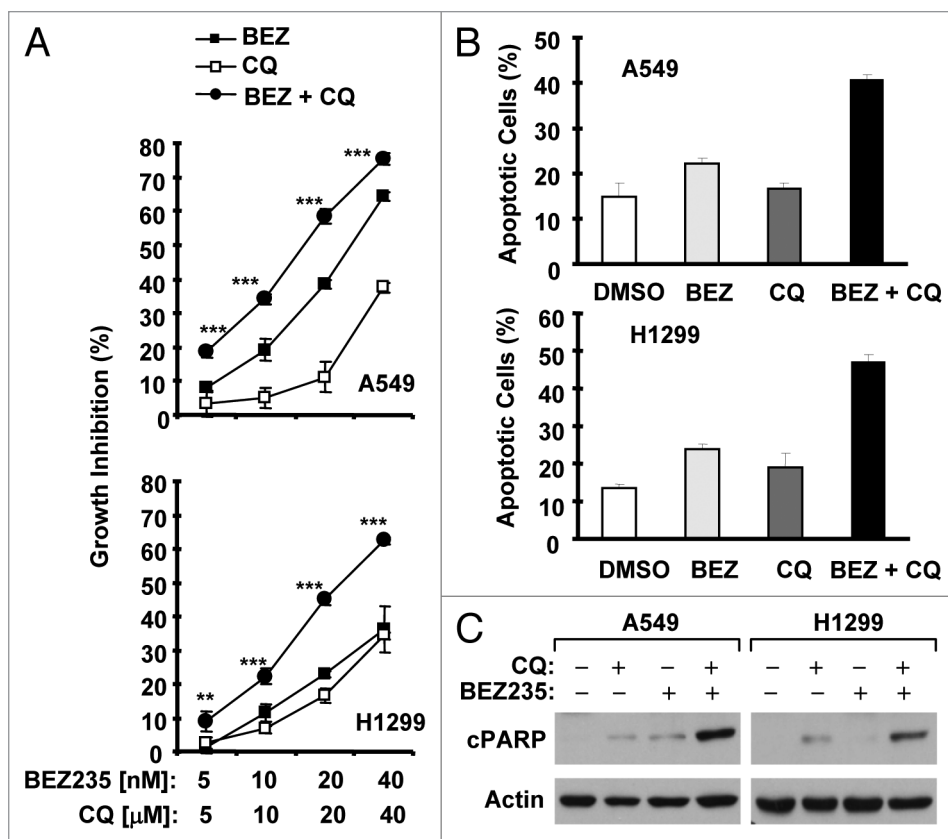 A
BEZ
CQ
BEZ + CQ
Growth Inhibition (%)
80
70
60
50
40
30
20
10
0
*** *** *** ***
A549
80
70
60
50
40
30
20
10
0
** *** *** ***
H1299
BEZ235 [nM]: 5 10 20 40
CQ [µM]: 5 10 20 40
B
Apoptotic Cells (%)
50
40
30
20
10
0
A549
DMSO BEZ CQ BEZ + CQ
Apoptotic Cells (%)
60
50
40
30
20
10
0
H1299
DMSO BEZ CQ BEZ + CQ
C
A549 H1299
CQ: – + – + – + – +
BEZ235: – – + + – – + +
cPARP
Actin